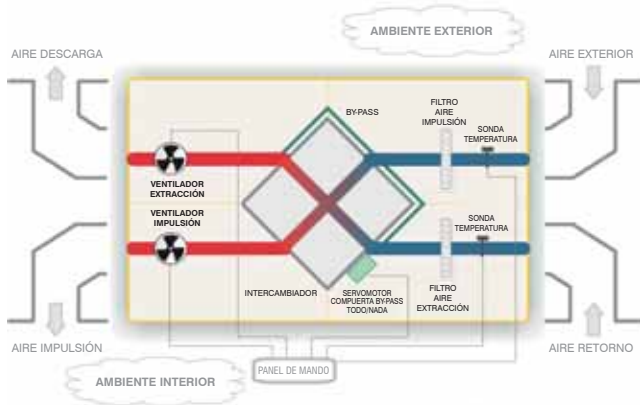 AMBIENTE EXTERIOR
AIRE DESCARGA
AIRE EXTERIOR
BY-PASS
FILTRO
AIRE
IMPULSIÓN
SONDA
TEMPERATURA
VENTILADOR
EXTRACCIÓN
VENTILADOR
IMPULSIÓN
SONDA
TEMPERATURA
INTERCAMBIADOR
SERVOMOTOR
COMPUERTA BY-PASS
TODO/NADA
FILTRO
AIRE
EXTRACCIÓN
AIRE IMPULSIÓN
AIRE RETORNO
PANEL DE MANDO
AMBIENTE INTERIOR